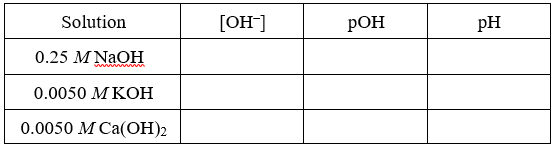 Solution [OH⁻] pOH pH
0.25 M NaOH
0.0050 M KOH
0.0050 M Ca(OH)₂